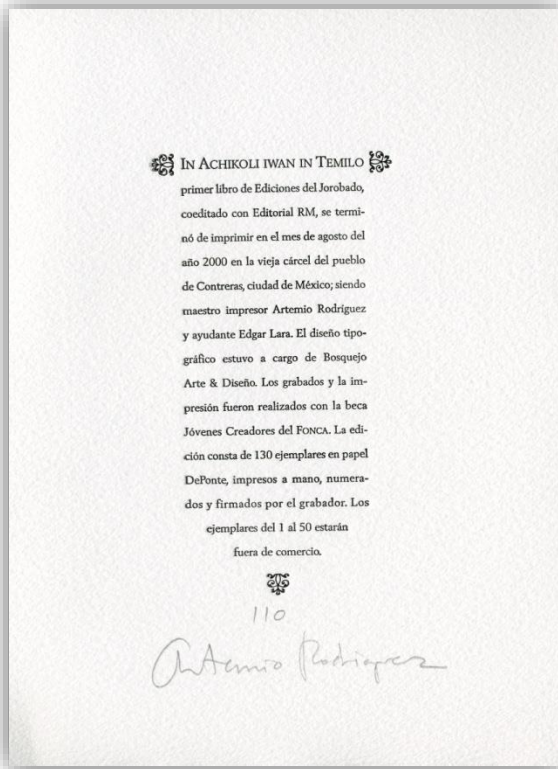 IN ACHIKOLI IWAN IN TEMILO
primer libro de Ediciones del Jorobado,
coeditado con Editorial RM, se termi-
nó de imprimir en el mes de agosto del
año 2000 en la vieja cárcel del pueblo
de Contreras, ciudad de México; siendo
maestro impresor Artemio Rodríguez
y ayudante Edgar Lara. El diseño tipo-
gráfico estuvo a cargo de Bosquejo
Arte & Diseño. Los grabados y la im-
presión fueron realizados con la beca
Jóvenes Creadores del FONCA. La edi-
ción consta de 130 ejemplares en papel
DePonte, impresos a mano, numera-
dos y firmados por el grabador. Los
ejemplares del 1 al 50 estarán
fuera de comercio.
110
Artemio Rodriguez